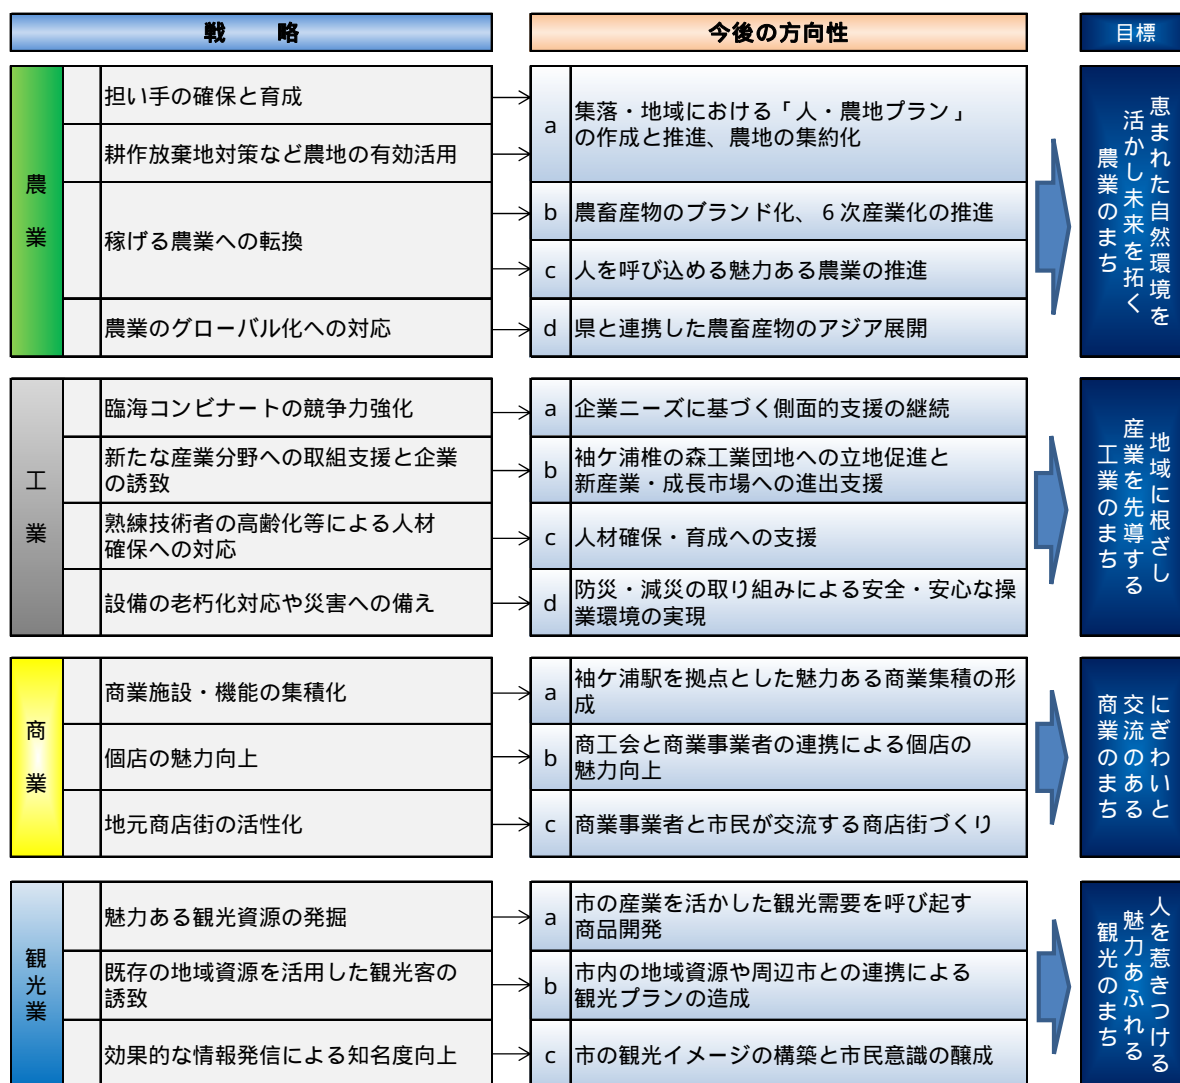 戦 略
今後の方向性
目標
農業
担い手の確保と育成
耕作放棄地対策など農地の有効活用
稼げる農業への転換
農業のグローバル化への対応
a
集落・地域における「人・農地プラン」
の作成と推進、農地の集約化
b
農畜産物のブランド化、6次産業化の推進
c
人を呼び込める魅力ある農業の推進
d
県と連携した農畜産物のアジア展開
恵まれた自然環境を
活かし未来を拓く
農業のまち
工業
臨海コンビナートの競争力強化
新たな産業分野への取組支援と企業
の誘致
熟練技術者の高齢化等による人材
確保への対応
設備の老朽化対応や災害への備え
a
企業ニーズに基づく側面的支援の継続
b
袖ケ浦椎の森工業団地への立地促進と
新産業・成長市場への進出支援
c
人材確保・育成への支援
d
防災・減災の取り組みによる安全・安心な操
業環境の実現
地域に根ざし
産業を先導する
工業のまち
商業
商業施設・機能の集積化
個店の魅力向上
地元商店街の活性化
a
袖ケ浦駅を拠点とした魅力ある商業集積の形
成
b
商工会と商業事業者の連携による個店の
魅力向上
c
商業事業者と市民が交流する商店街づくり
にぎわいと
交流のある
商業のまち
観光業
魅力ある観光資源の発掘
既存の地域資源を活用した観光客の
誘致
効果的な情報発信による知名度向上
a
市の産業を活かした観光需要を呼び起す
商品開発
b
市内の地域資源や周辺市との連携による
観光プランの造成
c
市の観光イメージの構築と市民意識の醸成
人を惹きつける
魅力あふれる
観光のまち